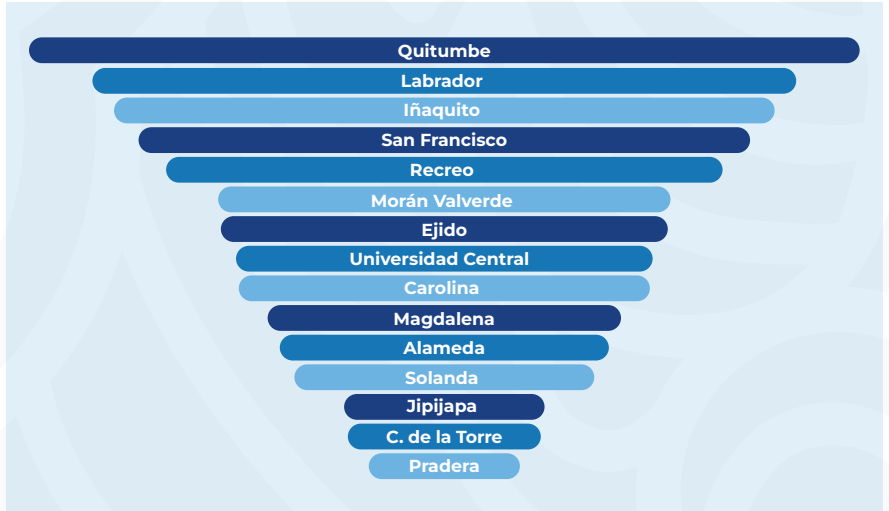 Quitumbe
Labrador
Iñaquito
San Francisco
Recreo
Morán Valverde
Ejido
Universidad Central
Carolina
Magdalena
Alameda
Solanda
Jipijapa
C. de la Torre
Pradera